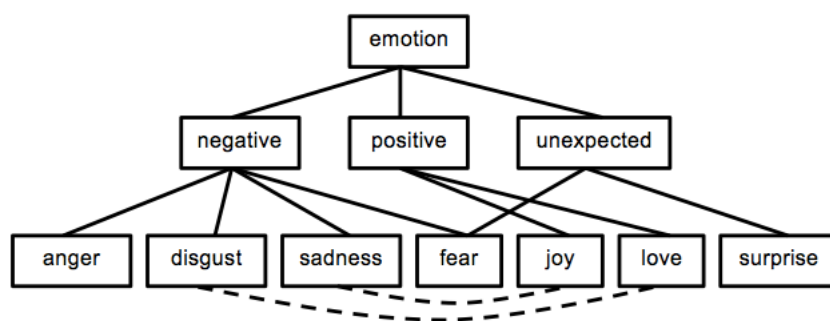 emotion
negative positive unexpected
anger disgust sadness fear joy love surprise